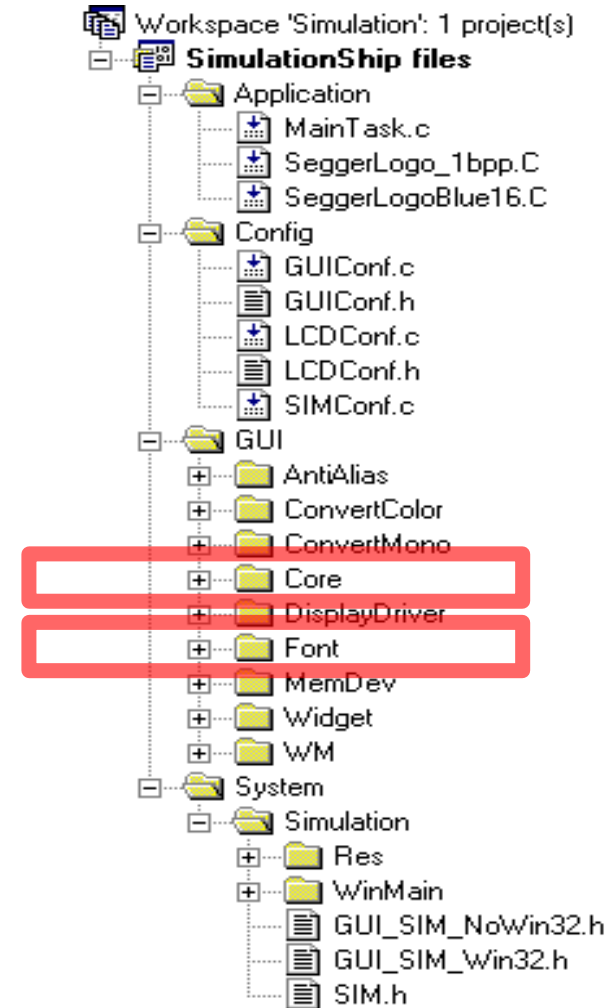 Workspace 'Simulation': 1 project(s)
SimulationShip files
Application
MainTask.c
SeggerLogo_1bpp.C
SeggerLogoBlue16.C
Config
GUIConf.c
GUIConf.h
LCDConf.c
LCDConf.h
SIMConf.c
GUI
AntiAlias
ConvertColor
ConvertMono
Core
DisplayDriver
Font
MemDev
Widget
WM
System
Simulation
Res
WinMain
GUI_SIM_NoWin32.h
GUI_SIM_Win32.h
SIM.h